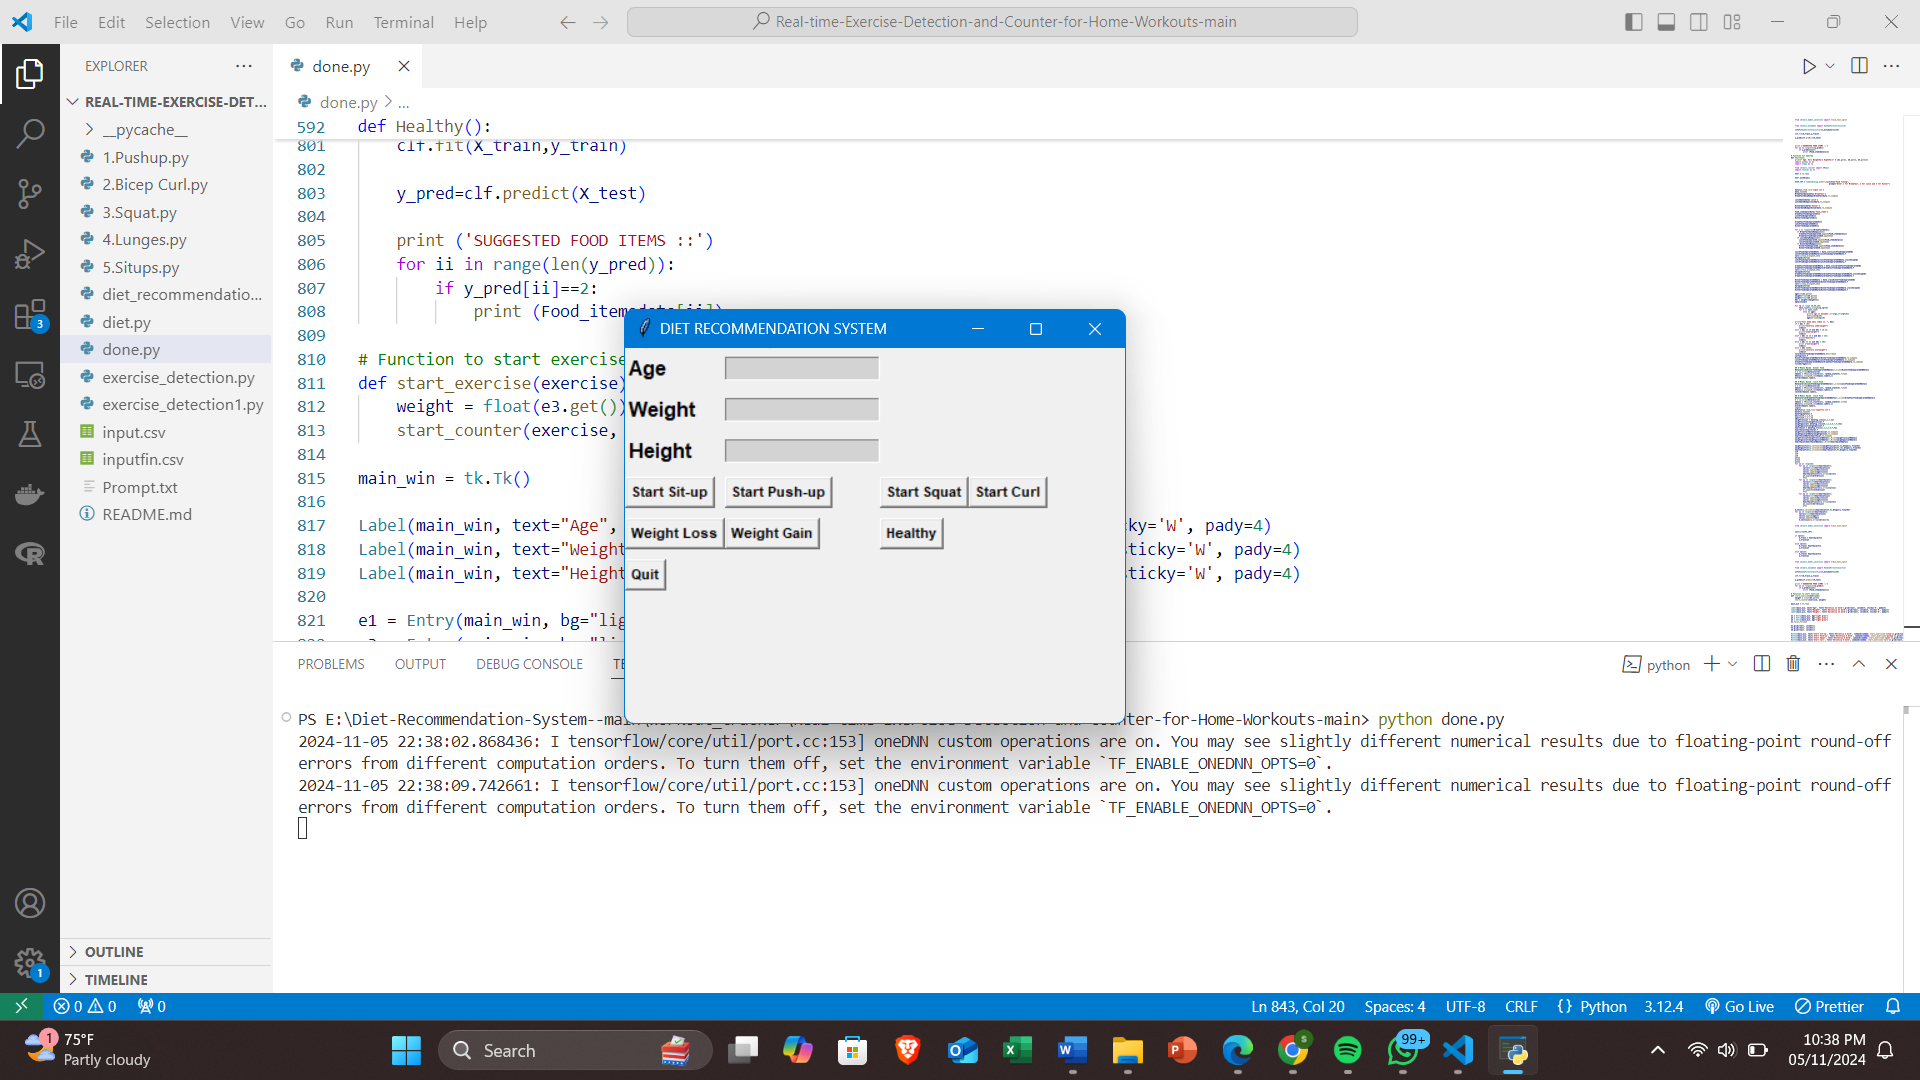 File Edit Selection View Go Run Terminal Help
Real-time-Exercise-Detection-and-Counter-for-Home-Workouts-main
EXPLORER
REAL-TIME-EXERCISE-DET...
__pycache__
1.Pushup.py
2.Bicep Curl.py
3.Squat.py
4.Lunges.py
5.Situps.py
diet_recommendatio...
diet.py
done.py
exercise_detection.py
exercise_detection1.py
input.csv
inputfin.csv
Prompt.txt
README.md
OUTLINE
TIMELINE
3
1
done.py
done.py > ...
592 def Healthy():
801 clf.fit(X_train,y_train)
802
803 y_pred=clf.predict(X_test)
804
805 print ('SUGGESTED FOOD ITEMS ::')
806 for ii in range(len(y_pred)):
807 if y_pred[ii]==2:
808 print (Food_itemsdata[ii])
809
810 # Function to start exercise
811 def start_exercise(exercise)
812 weight = float(e3.get())
813 start_counter(exercise,
814
815 main_win = tk.Tk()
816
817 Label(main_win, text="Age", ky='W', pady=4)
818 Label(main_win, text="Weight ticky='W', pady=4)
819 Label(main_win, text="Height ticky='W', pady=4)
820
821 e1 = Entry(main_win, bg="lig
DIET RECOMMENDATION SYSTEM
Age
Weight
Height
Start Sit-up Start Push-up Start Squat Start Curl
Weight Loss Weight Gain Healthy
Quit
PROBLEMS OUTPUT DEBUG CONSOLE TE
python
PS E:\Diet-Recommendation-System--main\ nter-for-Home-Workouts-main> python done.py
2024-11-05 22:38:02.868436: I tensorflow/core/util/port.cc:153] oneDNN custom operations are on. You may see slightly different numerical results due to floating-point round-off
errors from different computation orders. To turn them off, set the environment variable `TF_ENABLE_ONEDNN_OPTS=0`.
2024-11-05 22:38:09.742661: I tensorflow/core/util/port.cc:153] oneDNN custom operations are on. You may see slightly different numerical results due to floating-point round-off
errors from different computation orders. To turn them off, set the environment variable `TF_ENABLE_ONEDNN_OPTS=0`.
0 0 0 Ln 843, Col 20 Spaces: 4 UTF-8 CRLF {} Python 3.12.4 Go Live Prettier
1 75°F
Partly cloudy
Search
99+
10:38 PM
05/11/2024